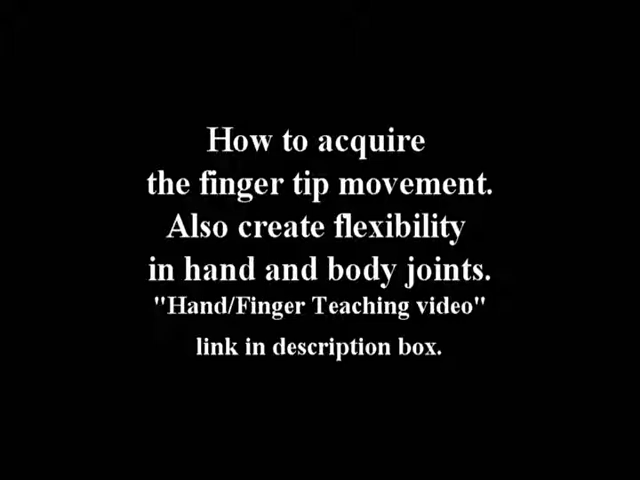 How to acquire
the finger tip movement.
Also create flexibility
in hand and body joints.
"Hand/Finger Teaching video"
link in description box.